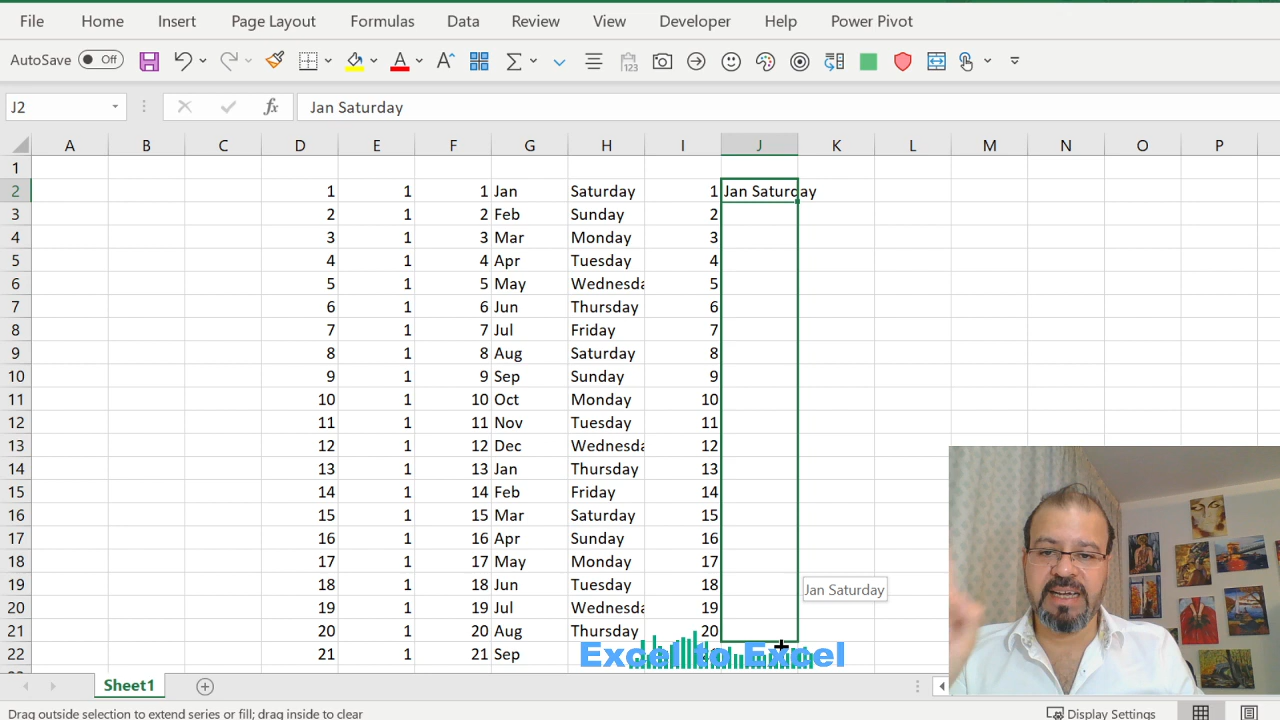 File Home Insert Page Layout Formulas Data Review View Developer Help Power Pivot
AutoSave Off
J2 fx Jan Saturday
A B C D E F G H I J K L M N O P
1
2 1 1 1 Jan Saturday 1 Jan Saturday
3 2 1 2 Feb Sunday 2
4 3 1 3 Mar Monday 3
5 4 1 4 Apr Tuesday 4
6 5 1 5 May Wednesda 5
7 6 1 6 Jun Thursday 6
8 7 1 7 Jul Friday 7
9 8 1 8 Aug Saturday 8
10 9 1 9 Sep Sunday 9
11 10 1 10 Oct Monday 10
12 11 1 11 Nov Tuesday 11
13 12 1 12 Dec Wednesda 12
14 13 1 13 Jan Thursday 13
15 14 1 14 Feb Friday 14
16 15 1 15 Mar Saturday 15
17 16 1 16 Apr Sunday 16
18 17 1 17 May Monday 17
19 18 1 18 Jun Tuesday 18
Jan Saturday
20 19 1 19 Jul Wednesda 19
21 20 1 20 Aug Thursday 20
22 21 1 21 Sep
Excel to Excel
Sheet1
Drag outside selection to extend series or fill; drag inside to clear Display Settings